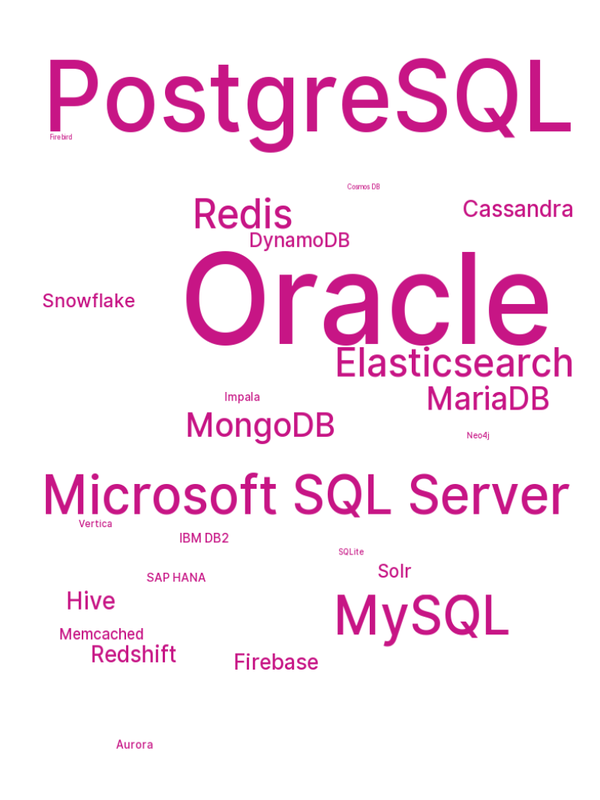 PostgreSQL
Firebird
Cosmos DB
Redis
Cassandra
DynamoDB
Oracle
Snowflake
Elasticsearch
Impala
MariaDB
MongoDB
Neo4j
Microsoft SQL Server
Vertica
IBM DB2
SQLite
Solr
SAP HANA
Hive
MySQL
Memcached
Redshift
Firebase
Aurora